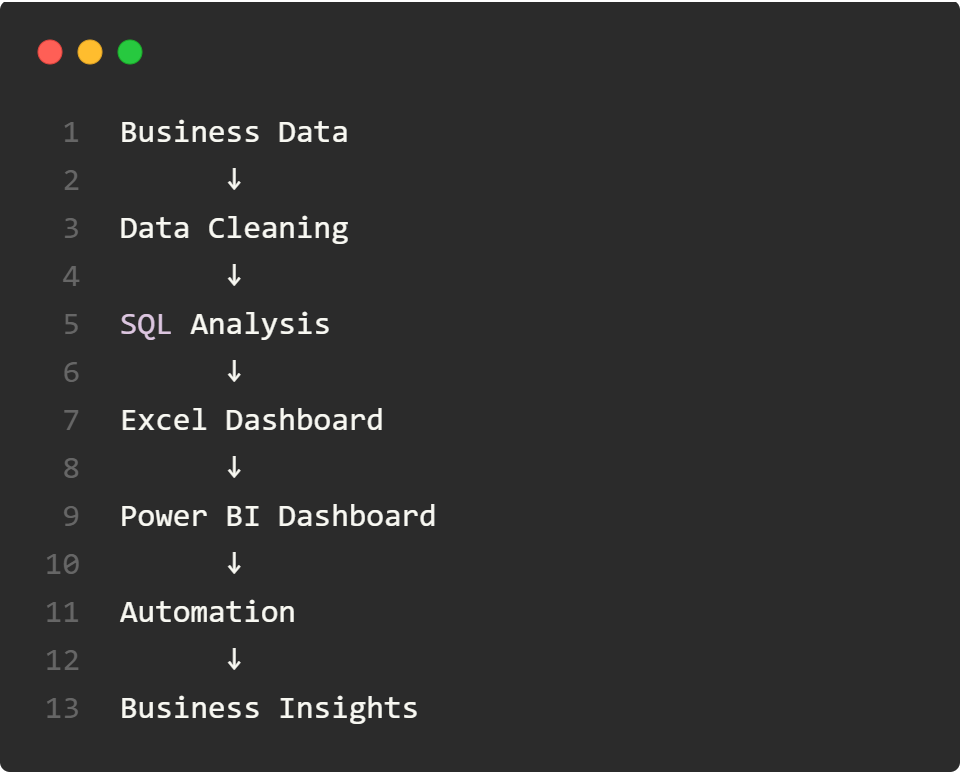 1 Business Data
2 ↓
3 Data Cleaning
4 ↓
5 SQL Analysis
6 ↓
7 Excel Dashboard
8 ↓
9 Power BI Dashboard
10 ↓
11 Automation
12 ↓
13 Business Insights